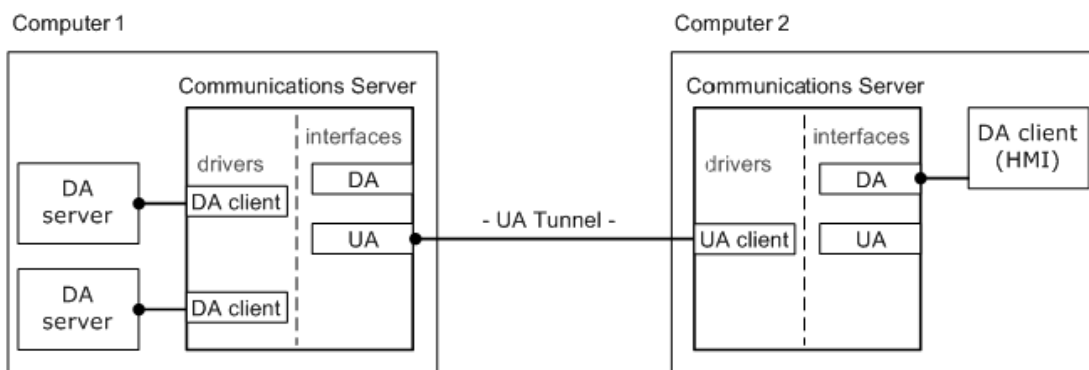 Computer 1
Communications Server
drivers
interfaces
DA
server
DA client
DA
UA
DA
server
DA client
- UA Tunnel -
Computer 2
Communications Server
drivers
interfaces
UA client
DA
UA
DA client
(HMI)